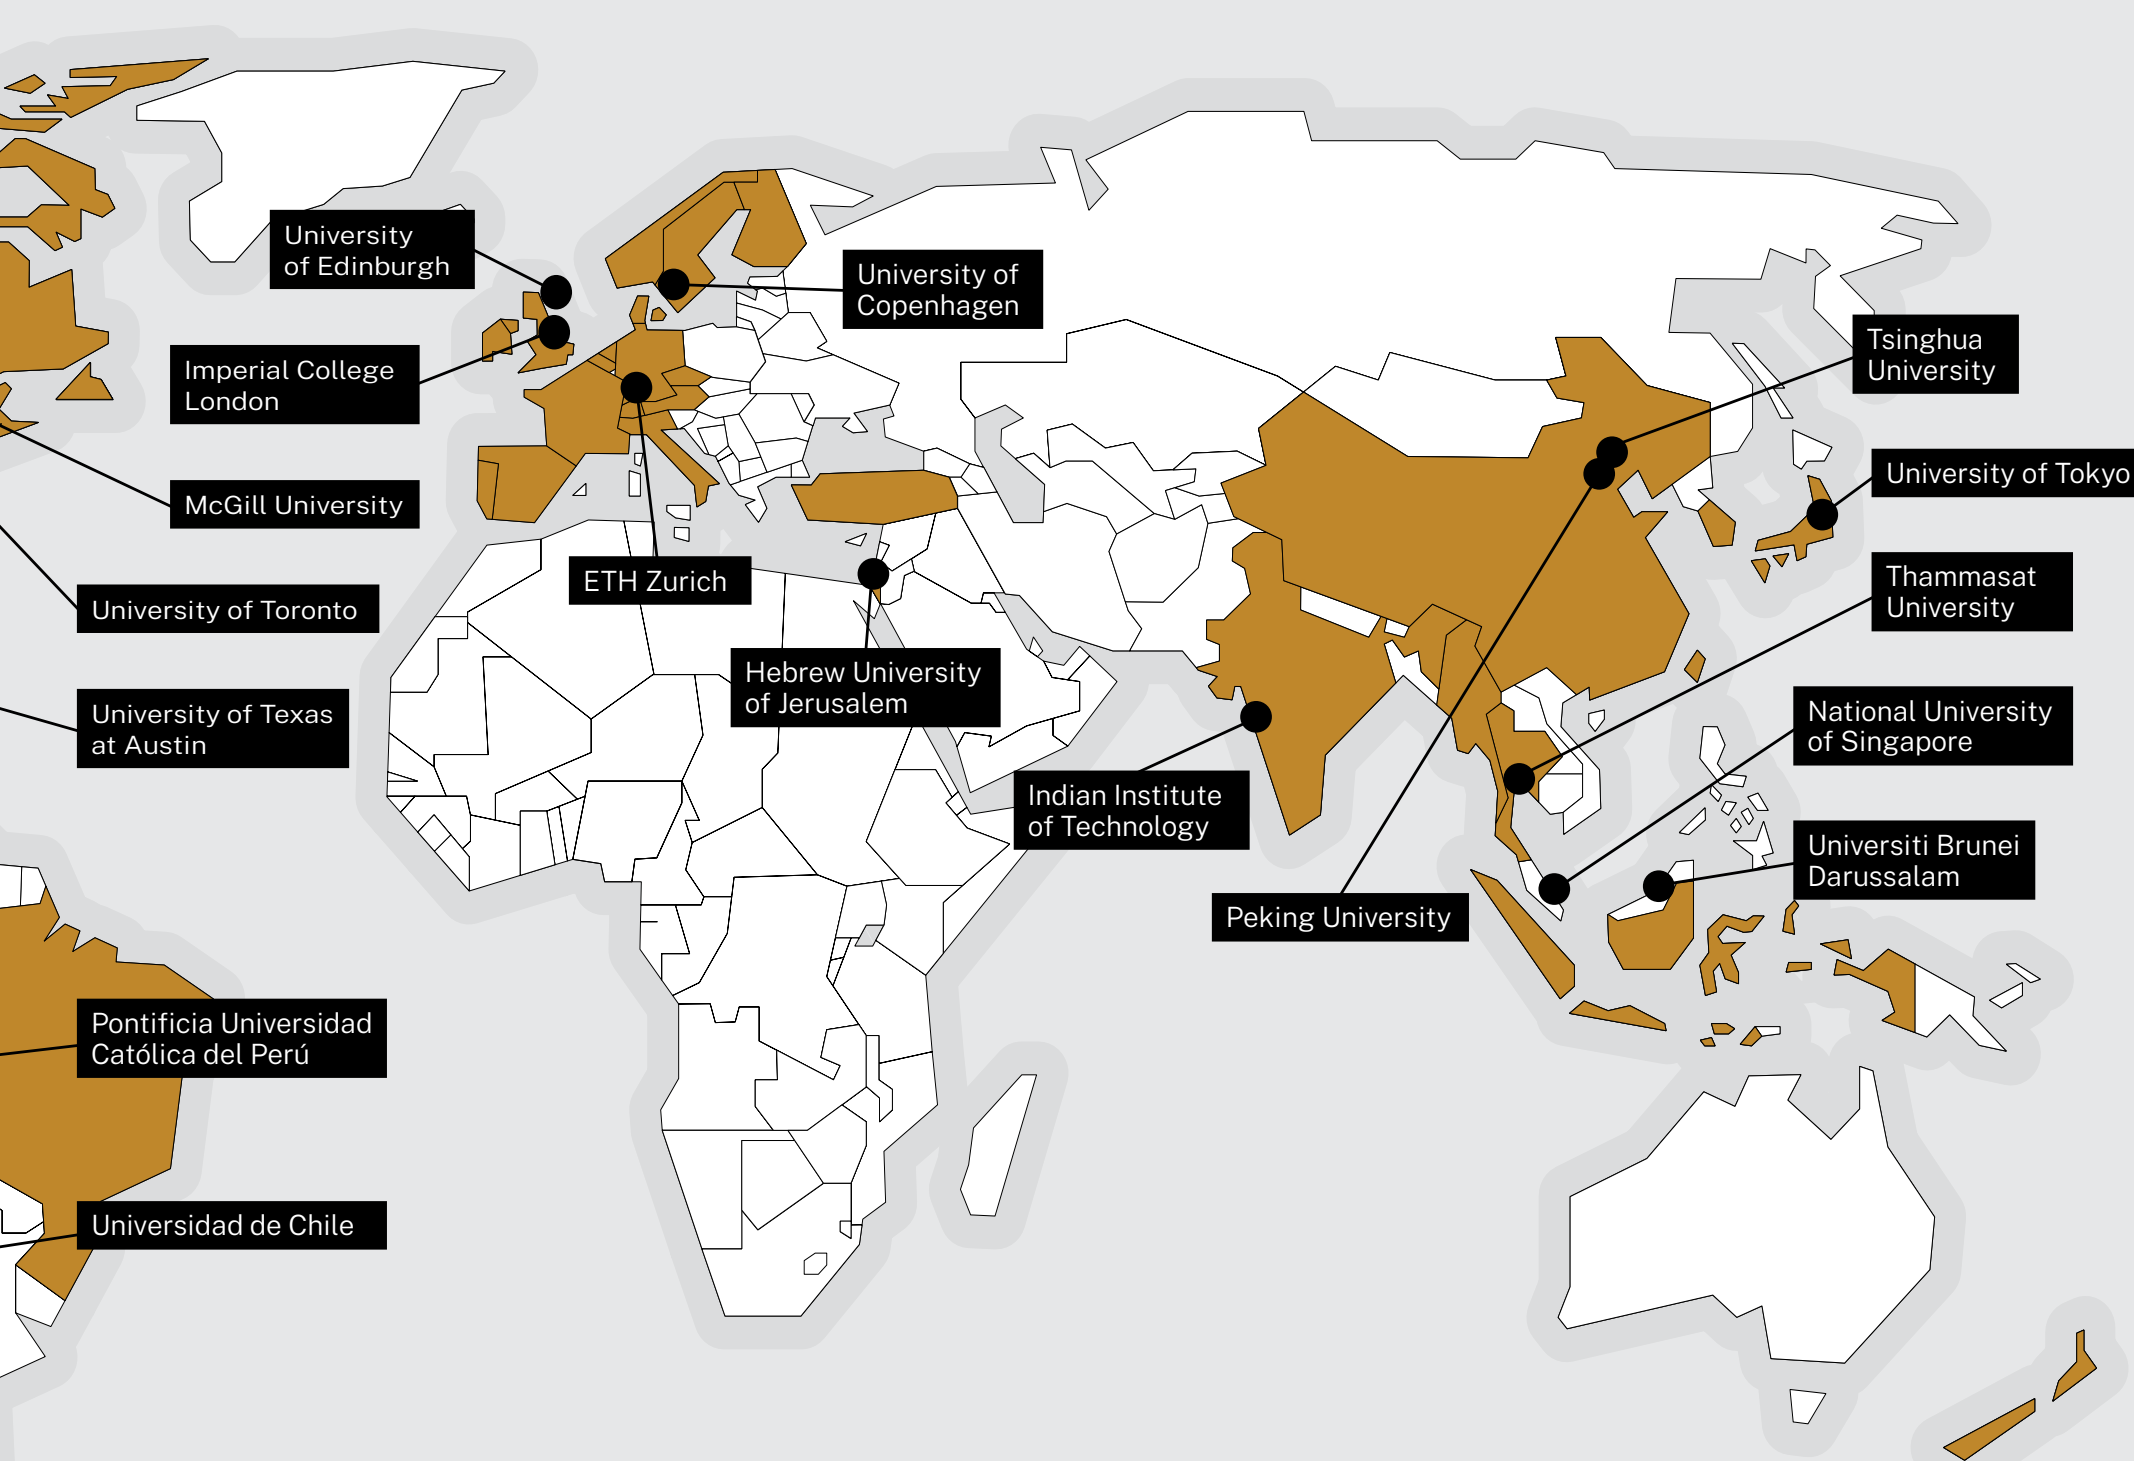 University
of Edinburgh
University of
Copenhagen
Imperial College
London
Tsinghua
University
McGill University
University of Tokyo
ETH Zurich
Thammasat
University
University of Toronto
Hebrew University
of Jerusalem
University of Texas
at Austin
National University
of Singapore
Indian Institute
of Technology
Universiti Brunei
Darussalam
Peking University
Pontificia Universidad
Católica del Perú
Universidad de Chile